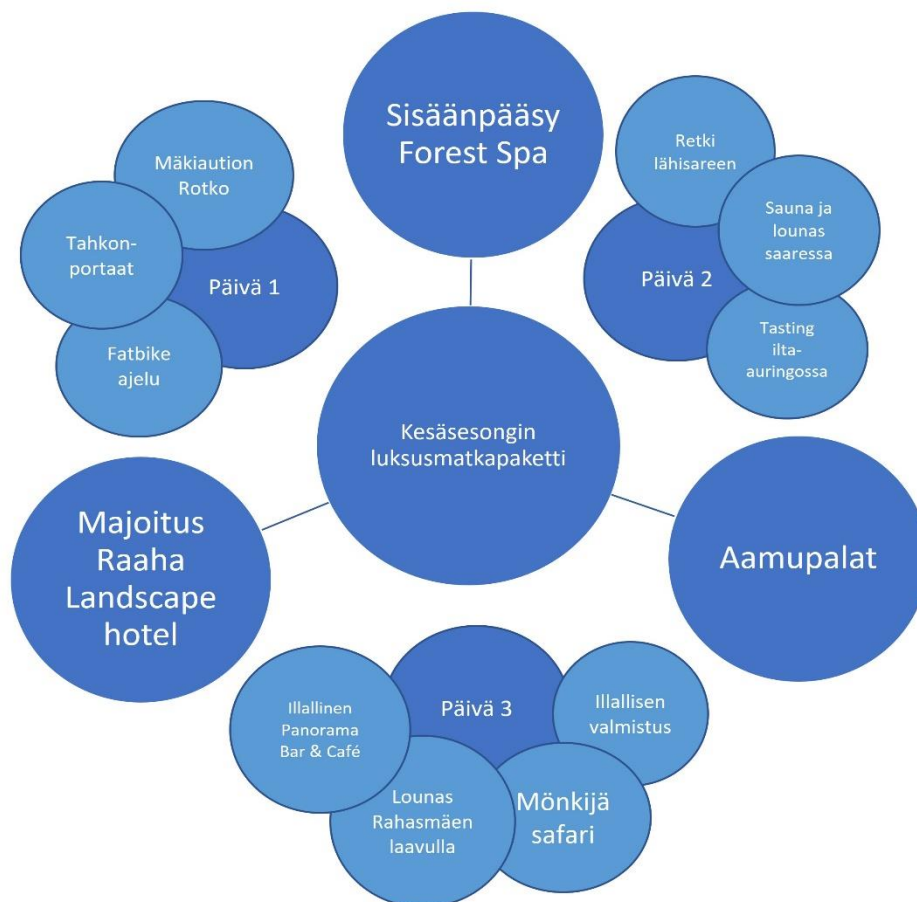 Sisäänpääsy
Forest Spa
Mäkiaution
Rotko
Tahkon-
portaat
Päivä 1
Fatbike
ajelu
Retki
lähisareen
Sauna ja
lounas
saaressa
Päivä 2
Tasting
ilta-
auringossa
Kesäsesongin
luksusmatkapaketti
Majoitus
Raaha
Landscape
hotel
Aamupalat
Päivä 3
Illallinen
Panorama
Bar & Café
Lounas
Rahasmäen
laavulla
Mönkijä
safari
Illallisen
valmistus